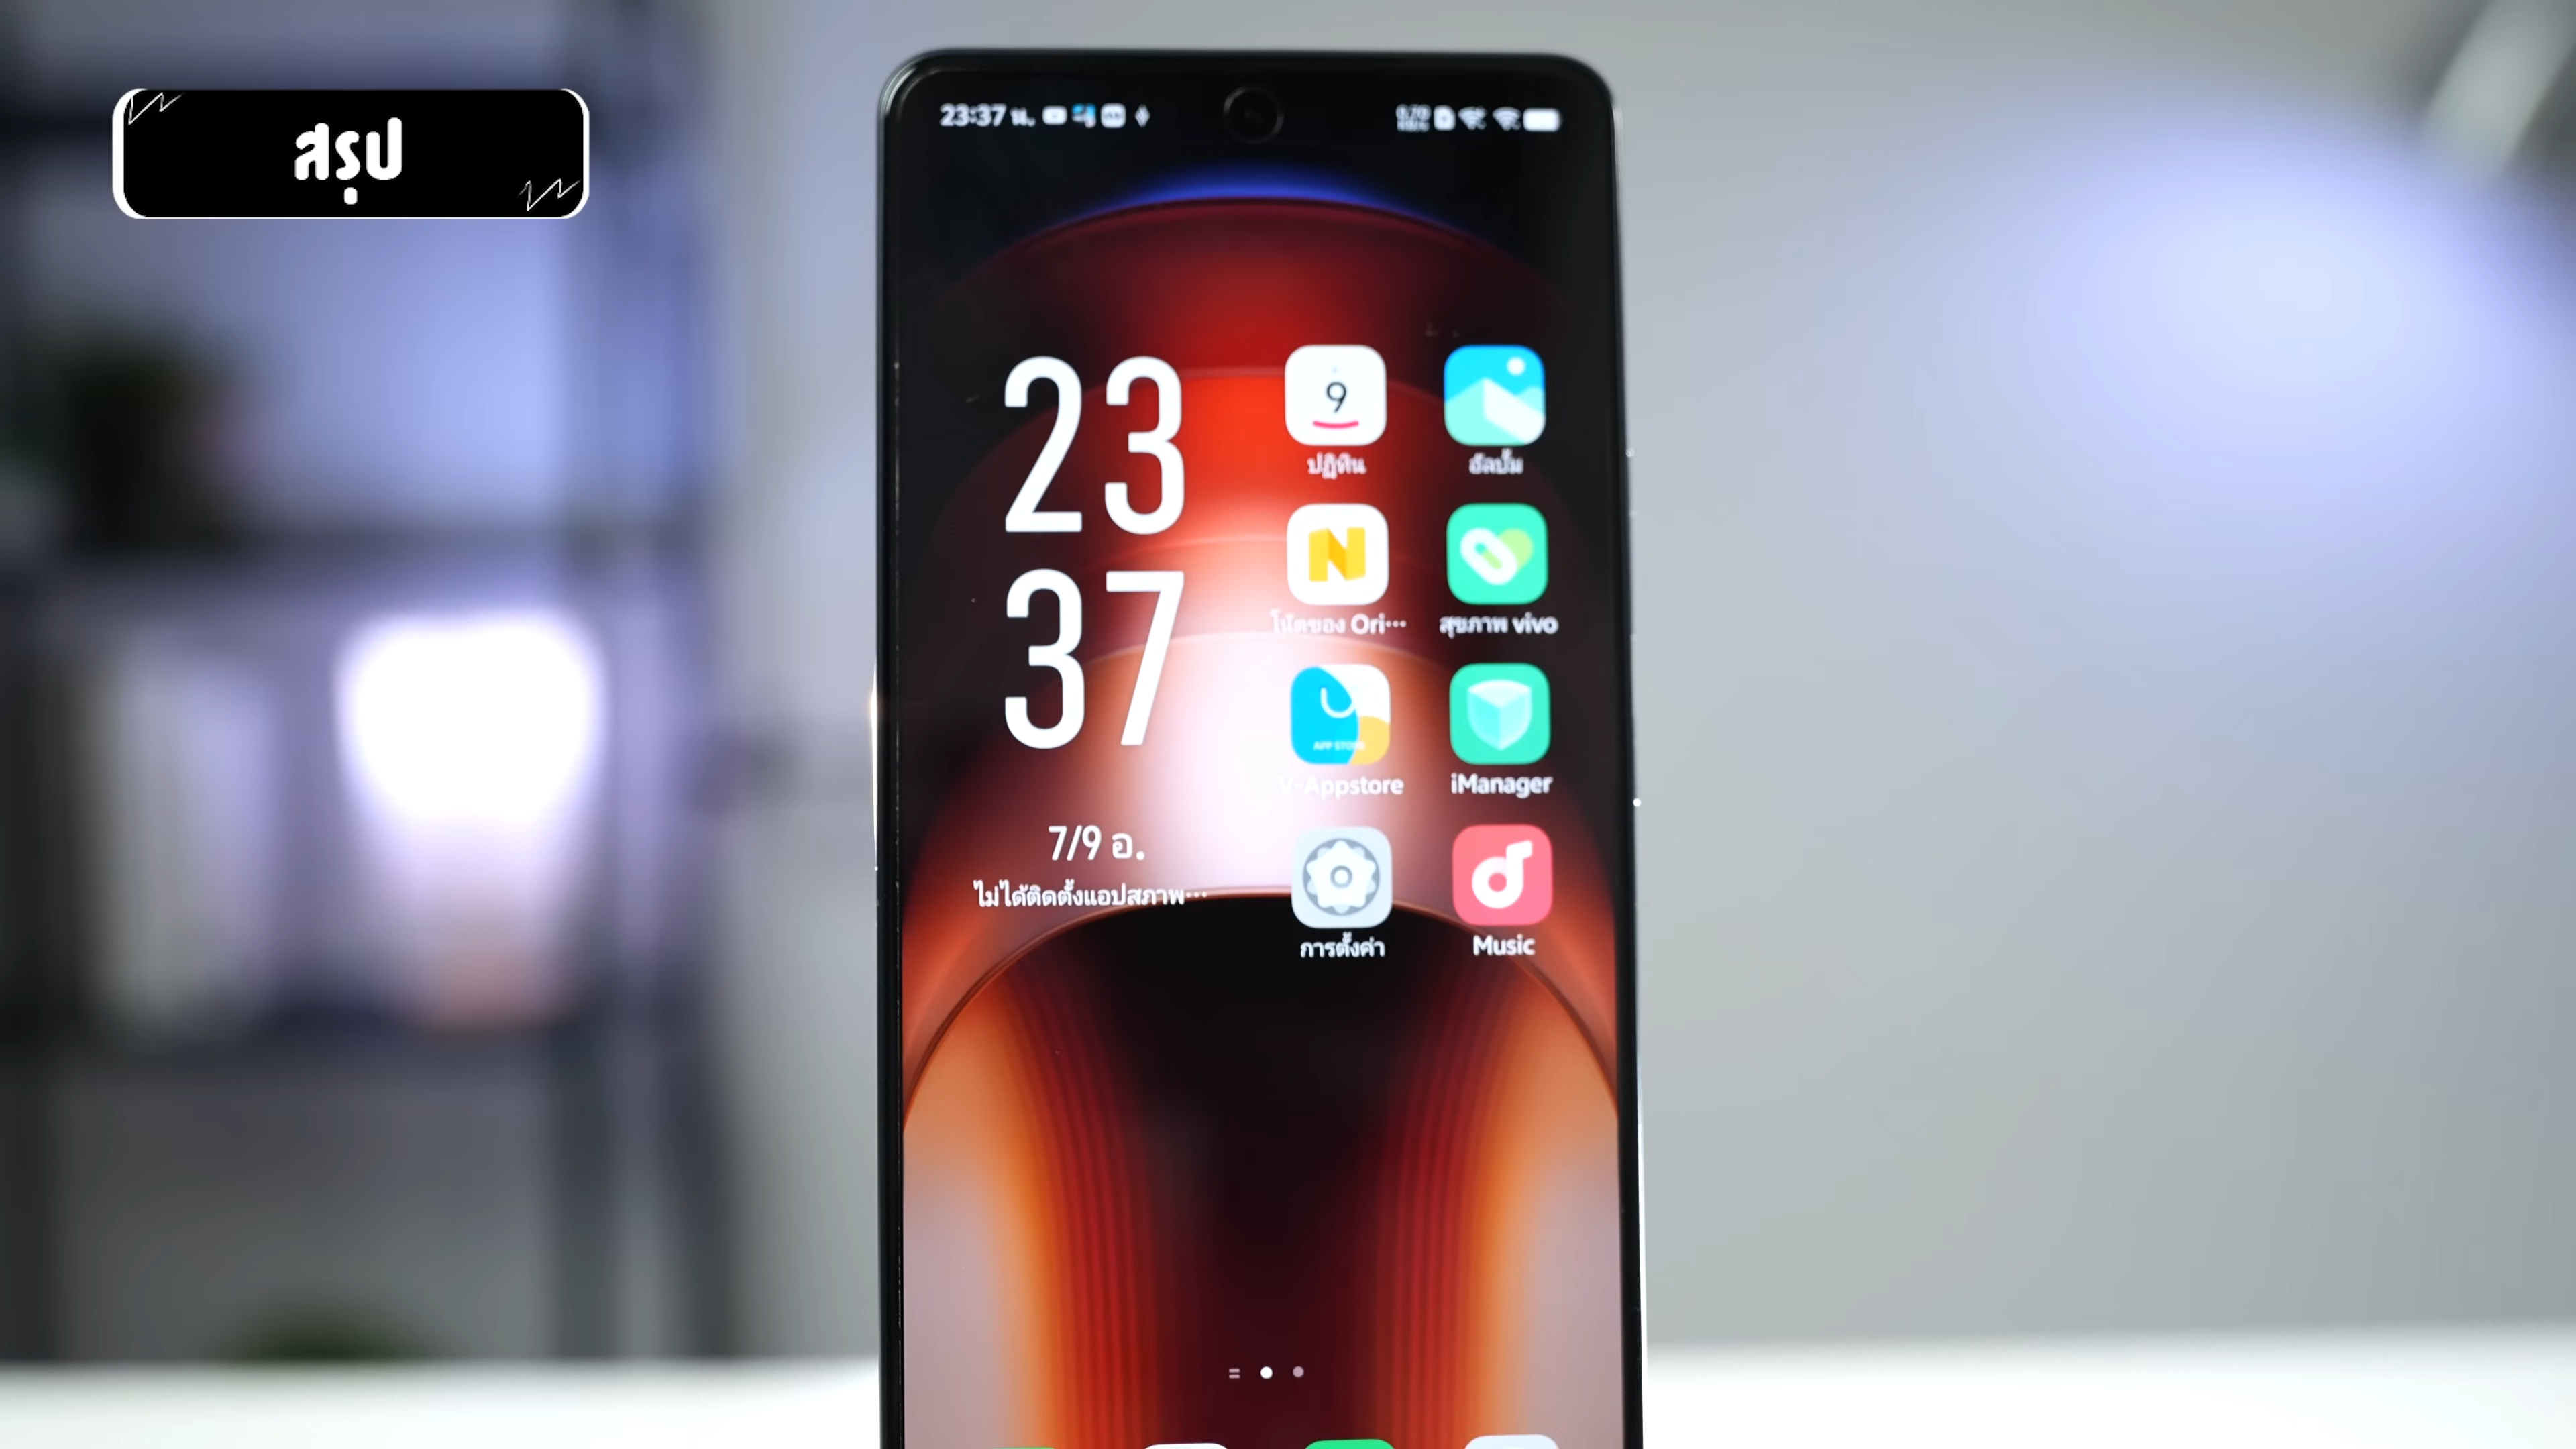 สรุป
23:37 น.
23
37
7/9 อ.
ไม่ได้ติดตั้งแอปสภาพ...
9
ปฏิทิน
อัลบั้ม
N
โน้ตของ Ori...
สุขภาพ vivo
APP STORE
V-Appstore
iManager
การตั้งค่า
Music